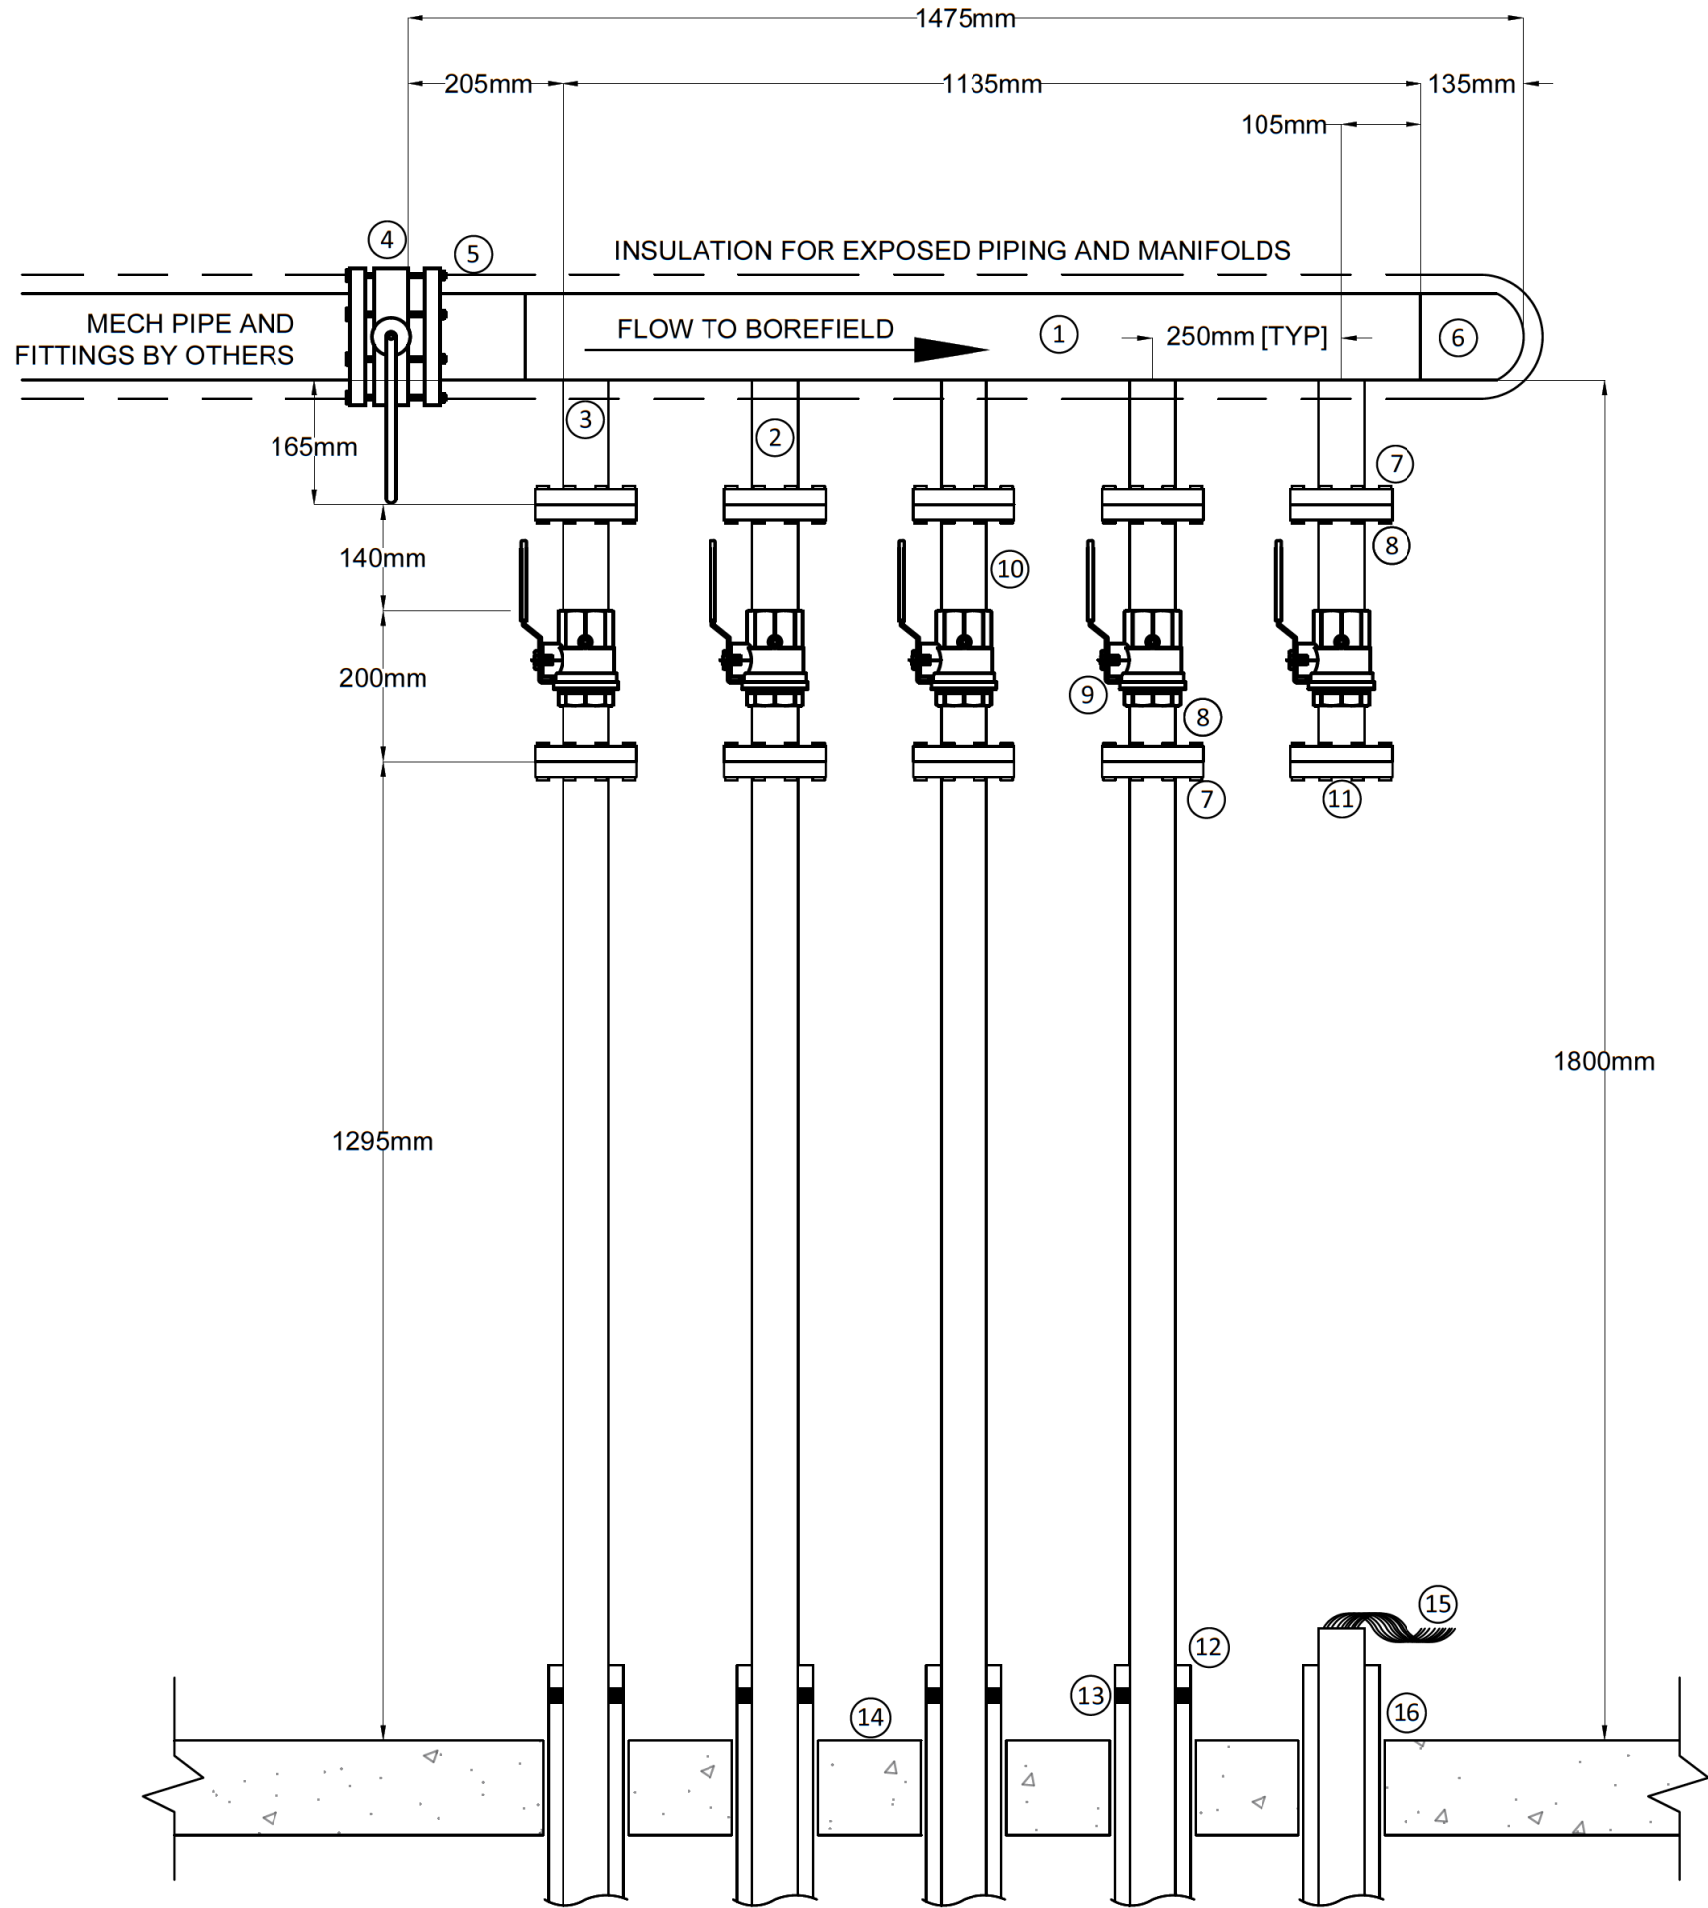 1475mm
205mm
1135mm
135mm
105mm
4
5
INSULATION FOR EXPOSED PIPING AND MANIFOLDS
MECH PIPE AND
FITTINGS BY OTHERS
FLOW TO BOREFIELD
1
250mm [TYP]
6
3
2
165mm
7
8
140mm
10
200mm
9
8
7
11
1800mm
1295mm
15
12
13
14
16